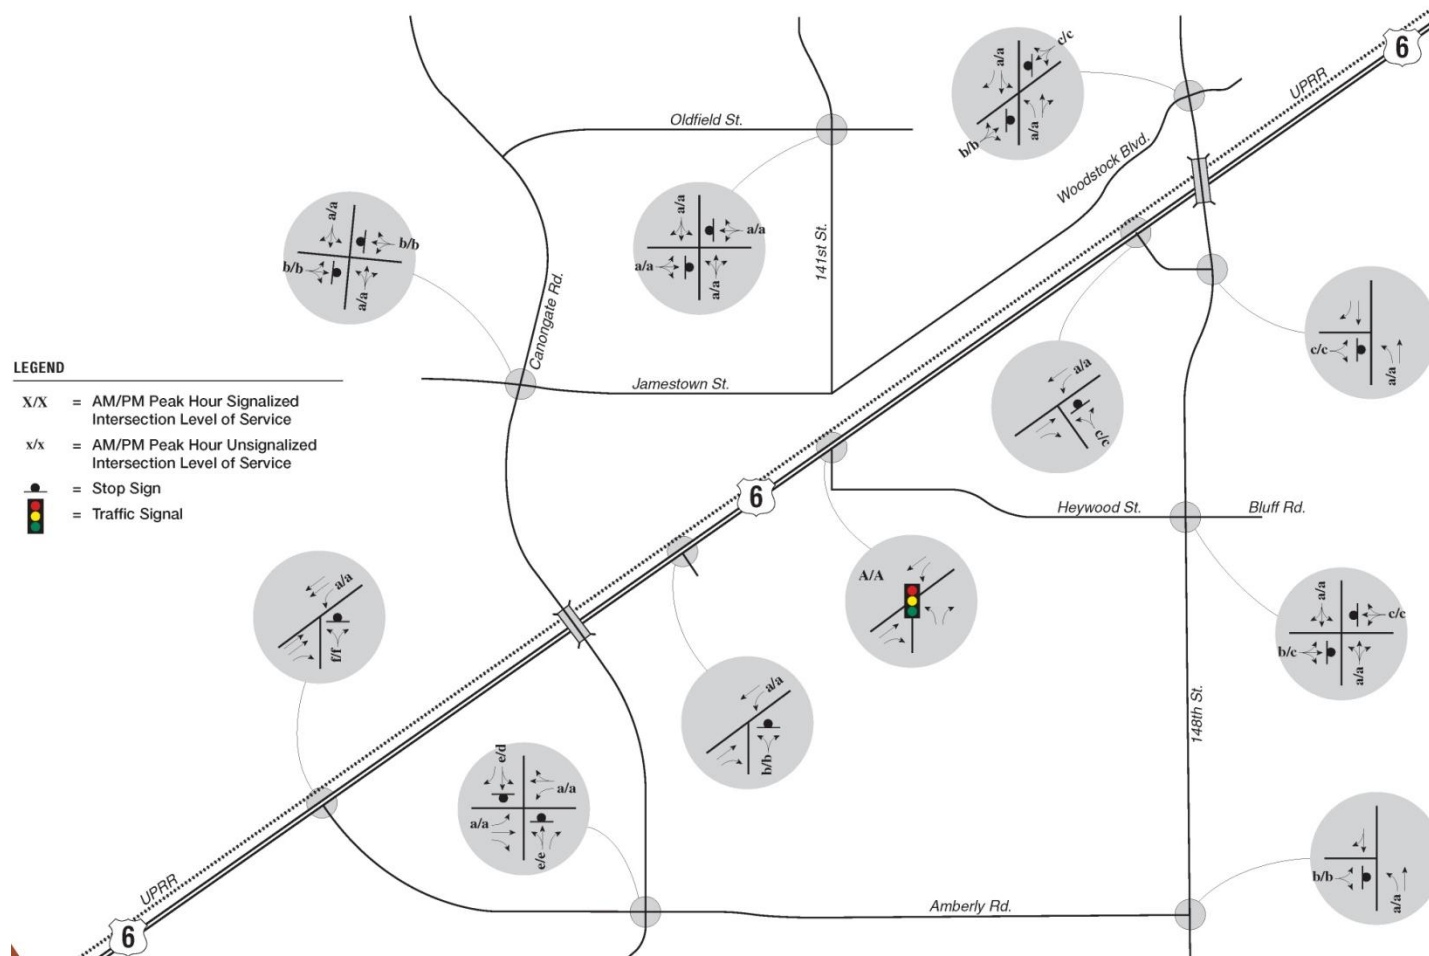 6
UPRR
c/c
a/a
b/b
a/a
Oldfield St.
Woodstock Blvd.
141st St.
a/a
a/a
a/a
a/a
a/a
b/b
b/b
a/a
Canongate Rd.
Jamestown St.
c/c
a/a
a/a
c/c
LEGEND
X/X = AM/PM Peak Hour Signalized
Intersection Level of Service
x/x = AM/PM Peak Hour Unsignalized
Intersection Level of Service
= Stop Sign
= Traffic Signal
6
Heywood St.
Bluff Rd.
A/A
a/a
f/f
a/a
c/c
b/c
a/a
a/a
b/b
148th St.
e/d
a/a
a/a
e/e
b/b
a/a
UPRR
Amberly Rd.
6